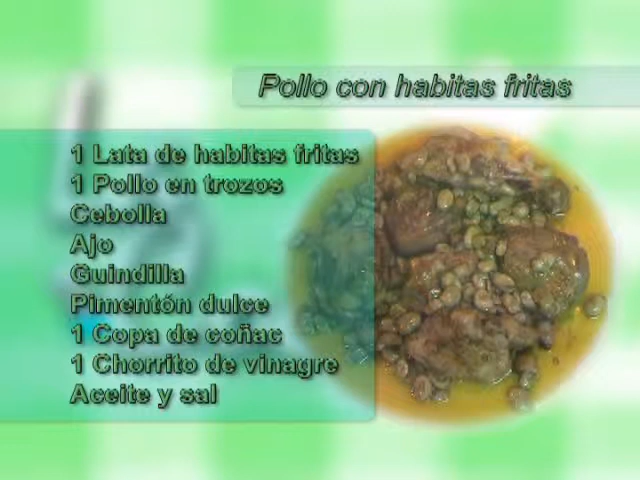 Pollo con habitas fritas
1 Lata de habitas fritas
1 Pollo en trozos
Cebolla
Ajo
Guindilla
Pimentón dulce
1 Copa de coñac
1 Chorrito de vinagre
Aceite y sal